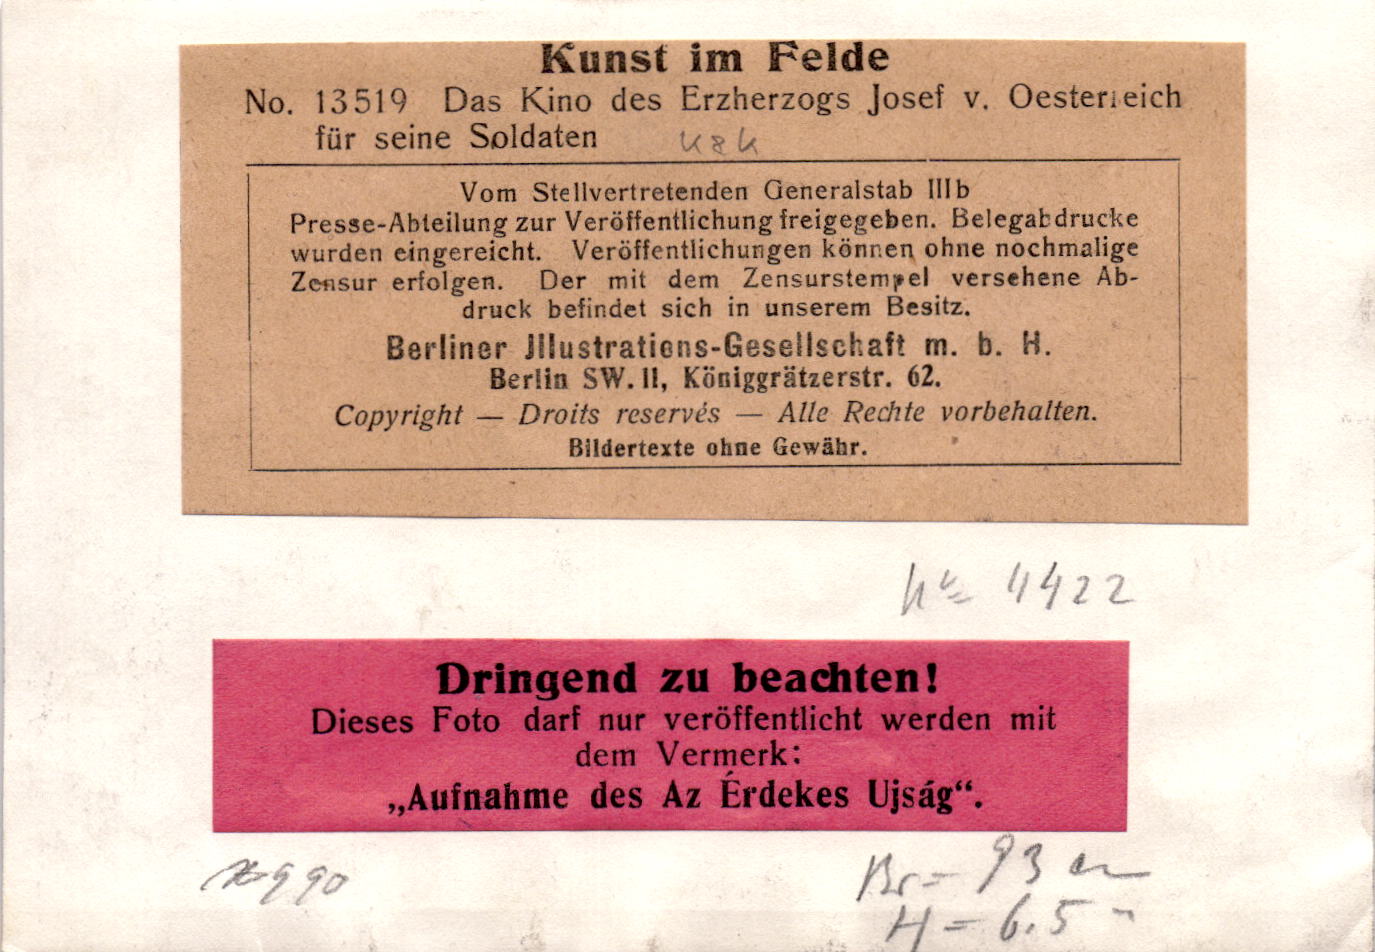 Kunst im Felde
No. 13519 Das Kino des Erzherzogs Josef v. Oesterreich
für seine Soldaten k&k
Vom Stellvertretenden Generalstab IIIb
Presse-Abteilung zur Veröffentlichung freigegeben. Belegabdrucke
wurden eingereicht. Veröffentlichungen können ohne nochmalige
Zensur erfolgen. Der mit dem Zensurstempel versehene Ab-
druck befindet sich in unserem Besitz.
Berliner Jllustrations-Gesellschaft m. b. H.
Berlin SW. 11, Königgrätzerstr. 62.
Copyright — Droits reservés — Alle Rechte vorbehalten.
Bildertexte ohne Gewähr.
4422
Dringend zu beachten!
Dieses Foto darf nur veröffentlicht werden mit
dem Vermerk:
„Aufnahme des Az Érdekes Ujság“.
990
Br = 93
H = 6.5